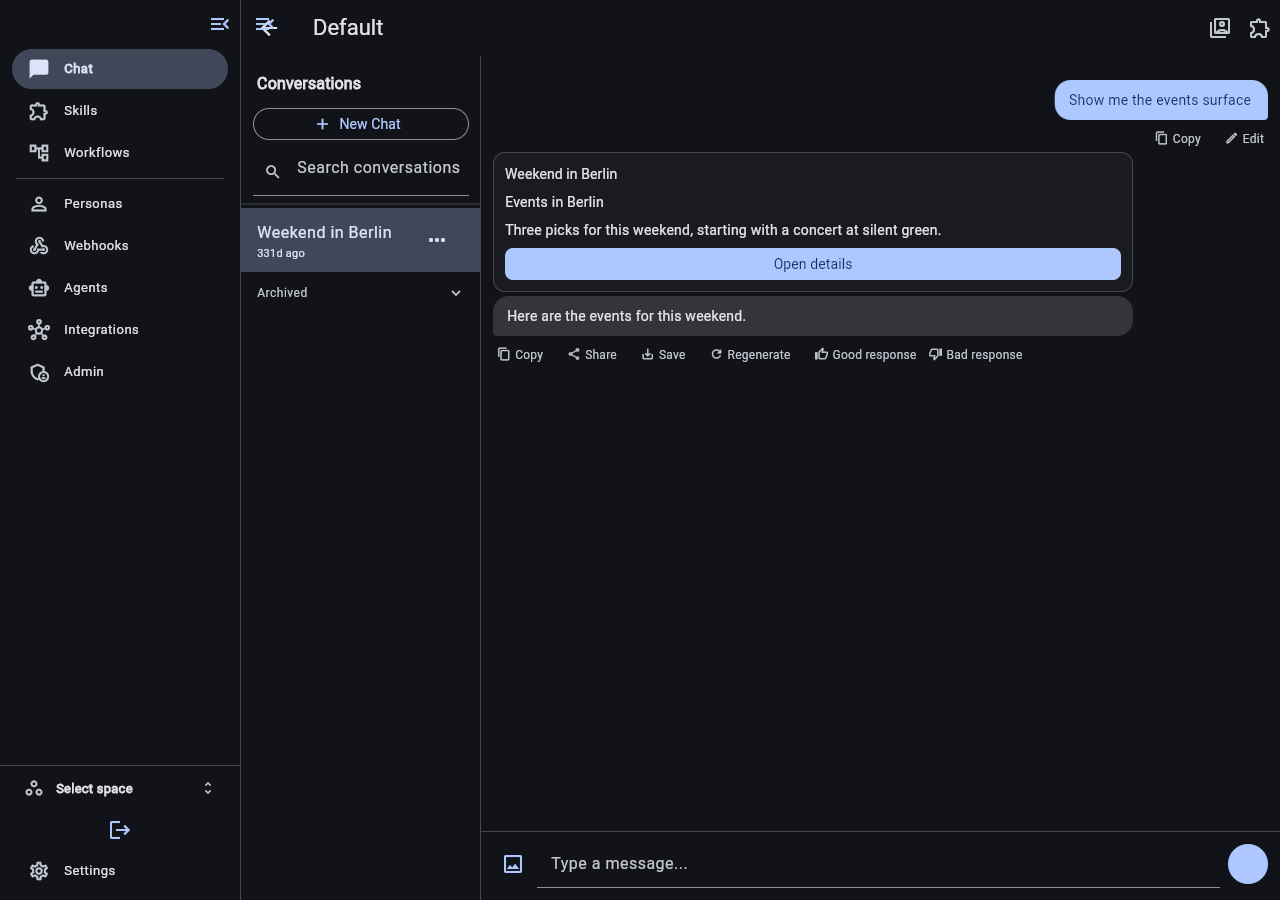 Default
Chat
Skills
Workflows
Personas
Webhooks
Agents
Integrations
Admin
Select space
Settings
Conversations
New Chat
Search conversations
Weekend in Berlin
331d ago
Archived
Show me the events surface
Copy Edit
Weekend in Berlin
Events in Berlin
Three picks for this weekend, starting with a concert at silent green.
Open details
Here are the events for this weekend.
Copy Share Save Regenerate Good response Bad response
Type a message...